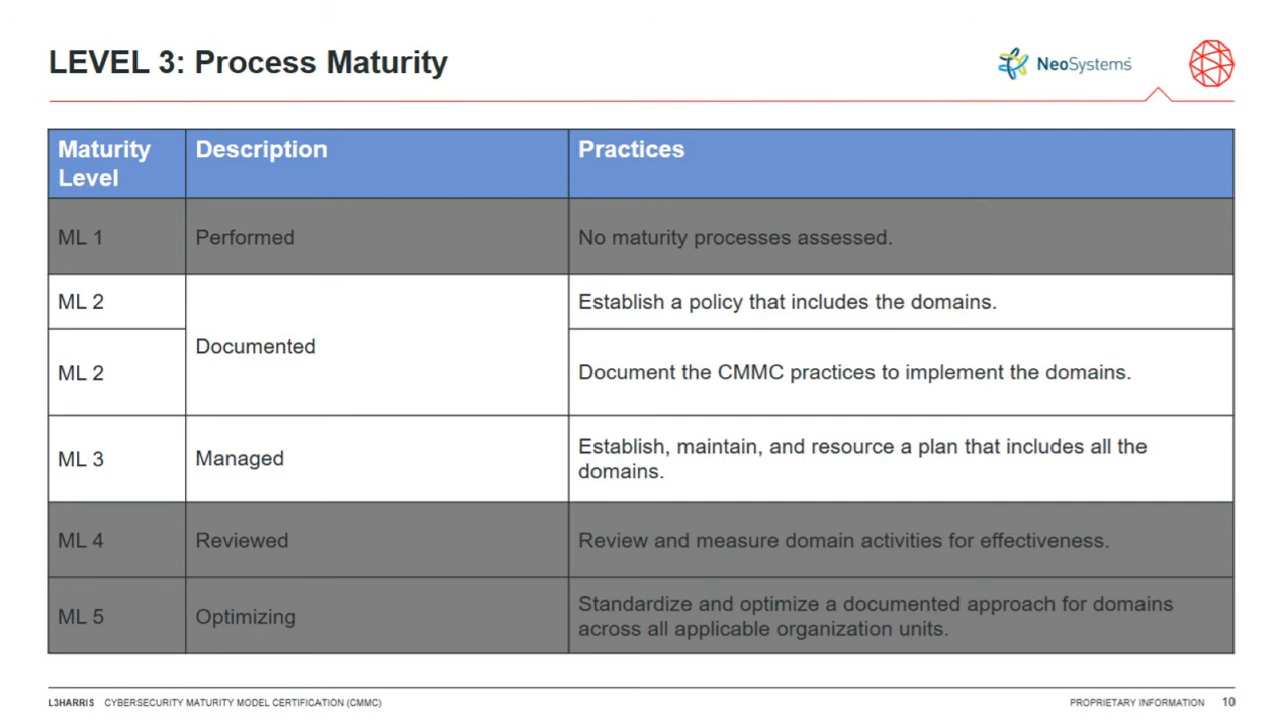 LEVEL 3: Process Maturity
NeoSystems
Maturity Level
Description
Practices
ML 1
Performed
No maturity processes assessed.
ML 2
Documented
Establish a policy that includes the domains.
ML 2
Document the CMMC practices to implement the domains.
ML 3
Managed
Establish, maintain, and resource a plan that includes all the
domains.
ML 4
Reviewed
Review and measure domain activities for effectiveness.
ML 5
Optimizing
Standardize and optimize a documented approach for domains
across all applicable organization units.
L3HARRIS CYBERSECURITY MATURITY MODEL CERTIFICATION (CMMC)
PROPRIETARY INFORMATION 10